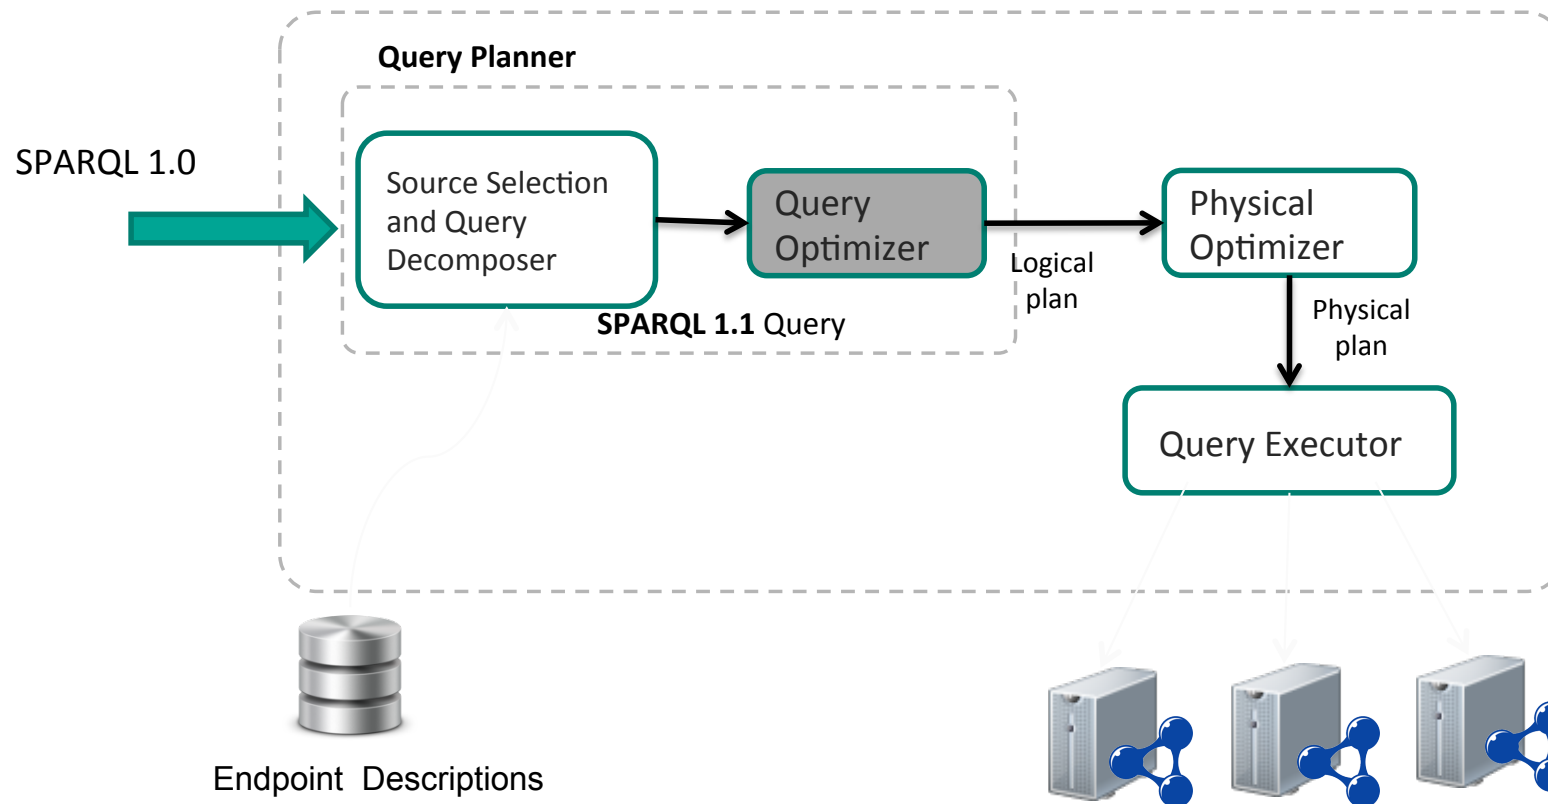 Query Planner
SPARQL 1.0
Source Selection
and Query
Decomposer
Query
Optimizer
SPARQL 1.1 Query
Logical
plan
Physical
Optimizer
Physical
plan
Query Executor
Endpoint Descriptions